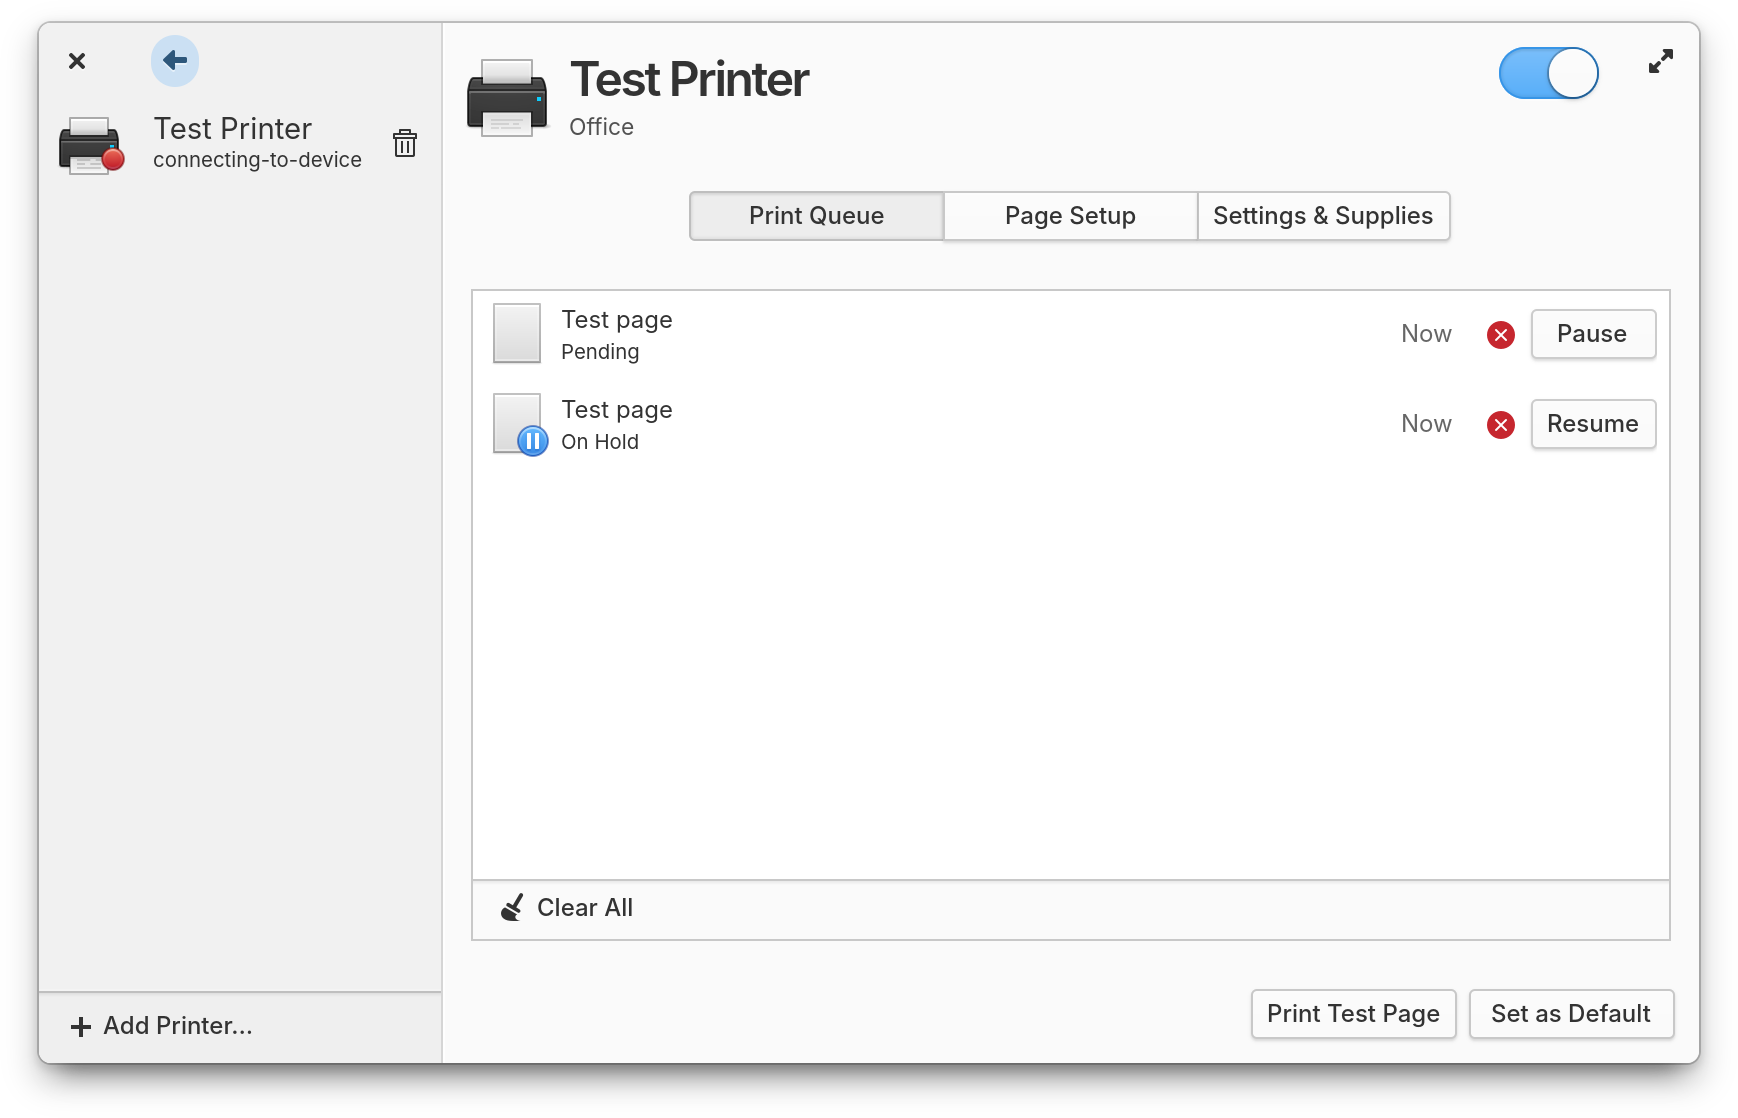 Test Printer
connecting-to-device
Add Printer...
Test Printer
Office
Print Queue
Page Setup
Settings & Supplies
Test page
Pending
Now
Pause
Test page
On Hold
Now
Resume
Clear All
Print Test Page
Set as Default